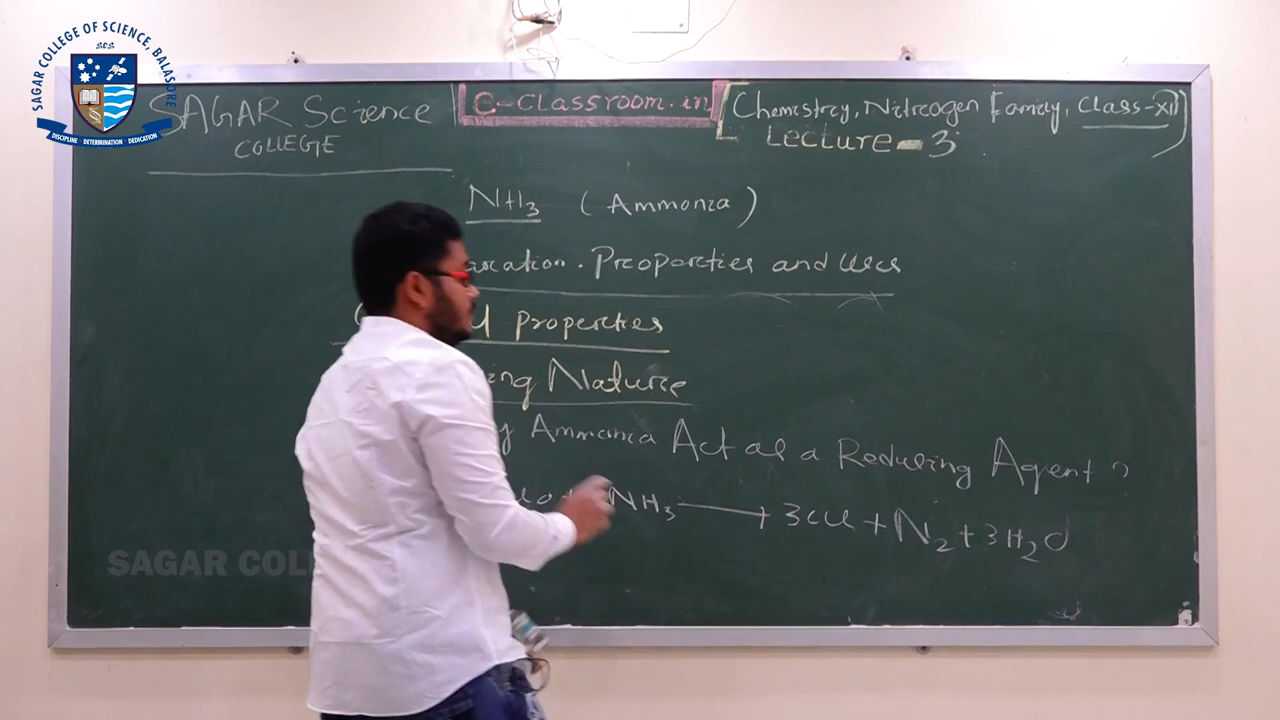 SAGAR COLLEGE OF SCIENCE, BALASORE
SCS
DISCIPLINE · DETERMINATION · DEDICATION
SAGAR Science
COLLEGE
e-classroom.in
(Chemistry, Nitrogen Family, Class-XII)
Lecture-3
NH3 (Ammonia)
aration. Properties and Uses
l properties
ing Nature
y Ammonia Act as a Reducing Agent ?
NH3 → 3Cu + N2 + 3H2O
SAGAR COL